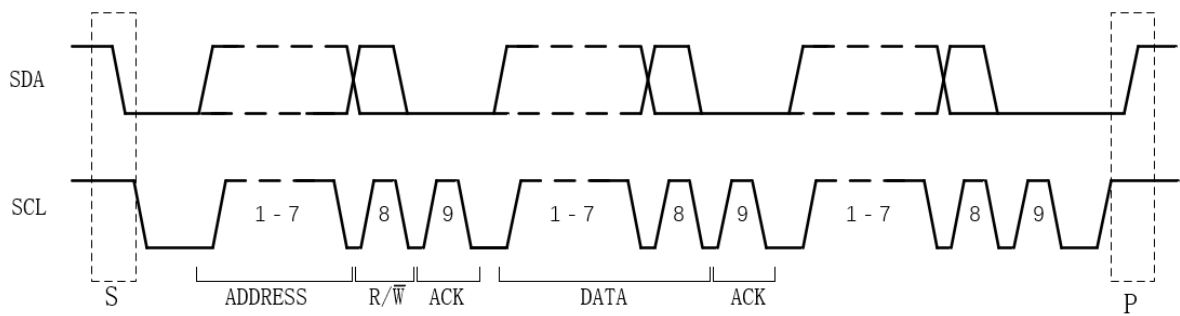 SDA
SCL
1-7 8 9 1-7 8 9 1-7 8 9
S ADDRESS R/W̅ ACK DATA ACK P